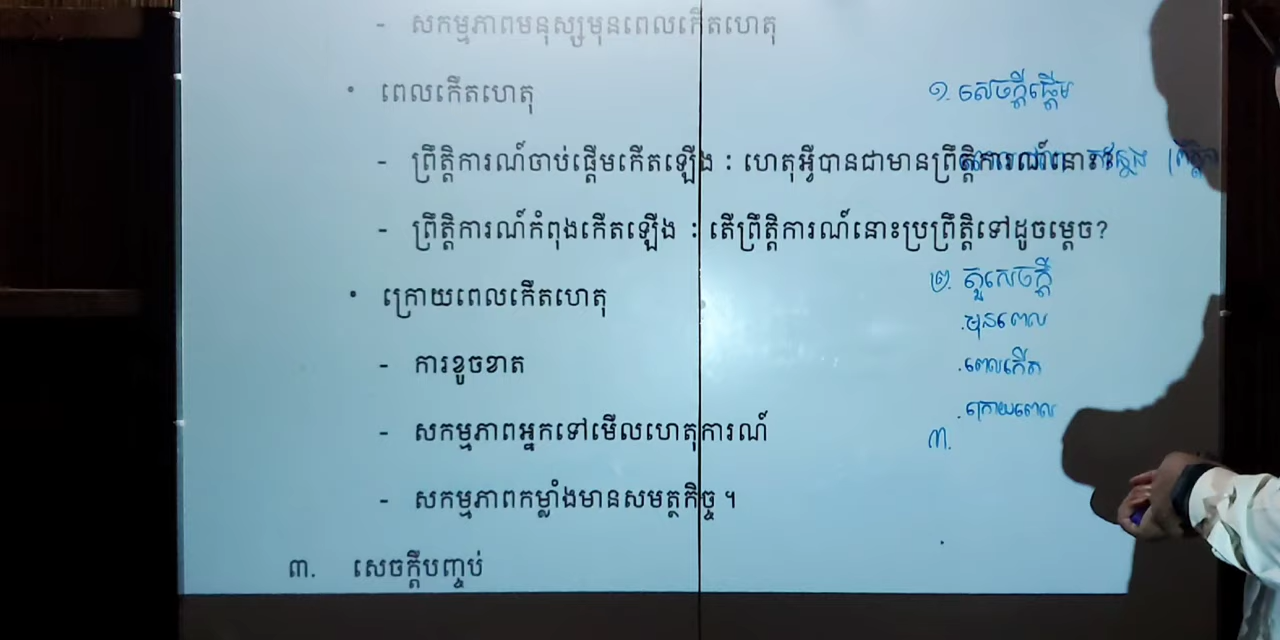 - សកម្មភាពមនុស្សមុនពេលកើតហេតុ
• ពេលកើតហេតុ
- ព្រឹត្តិការណ៍ចាប់ផ្តើមកើតឡើង : ហេតុអ្វីបានជាមានព្រឹត្តិការណ៍នោះ
- ព្រឹត្តិការណ៍កំពុងកើតឡើង : តើព្រឹត្តិការណ៍នោះប្រព្រឹត្តិទៅដូចម្តេច?
• ក្រោយពេលកើតហេតុ
- ការខូចខាត
- សកម្មភាពអ្នកទៅមើលហេតុការណ៍
- សកម្មភាពកម្លាំងមានសមត្ថកិច្ច ។
៣. សេចក្តីបញ្ចប់
១. សេចក្តីផ្តើម
២. តួសេចក្តី
. មុនពេល
. ពេលកើត
. ក្រោយពេល
៣.